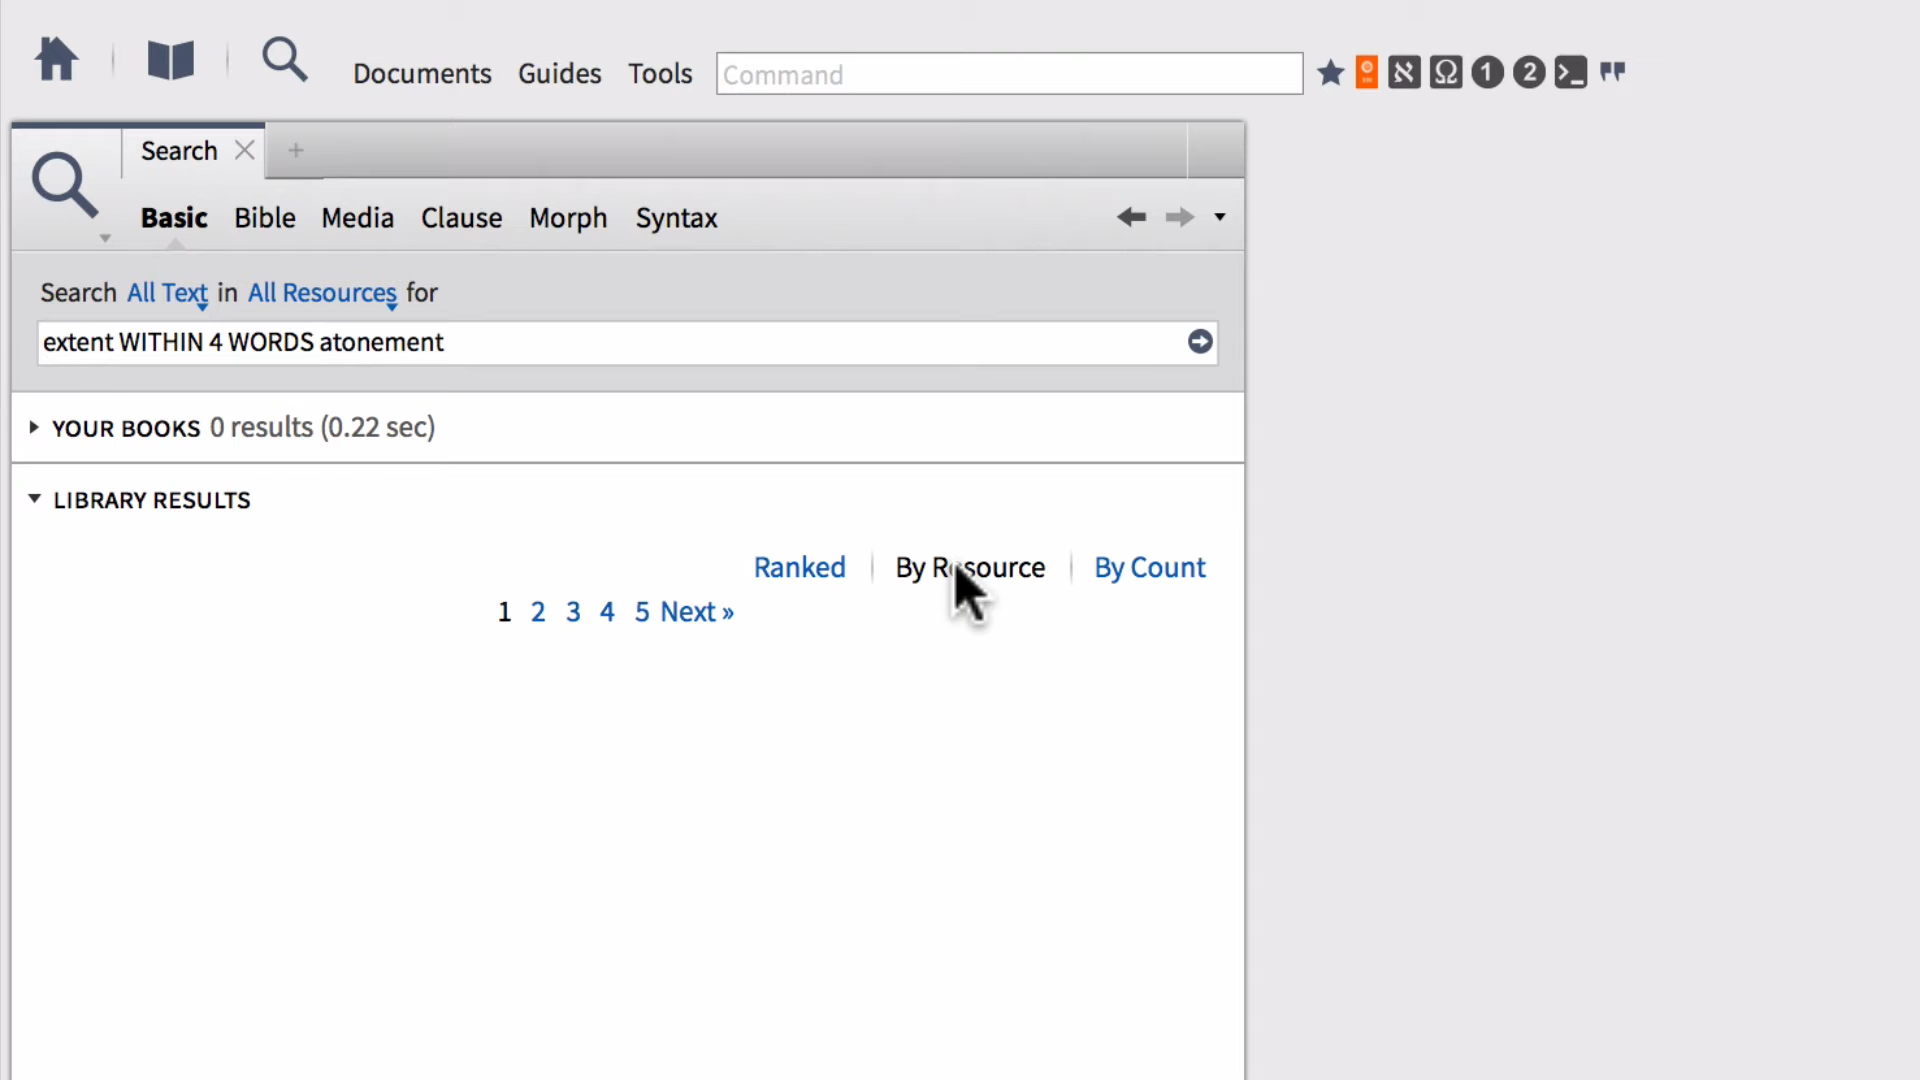 Documents Guides Tools Command ℵ Ω 1 2 >_
Search +
Basic Bible Media Clause Morph Syntax
Search All Text in All Resources for
extent WITHIN 4 WORDS atonement
YOUR BOOKS 0 results (0.22 sec)
LIBRARY RESULTS
Ranked By Resource By Count
1 2 3 4 5 Next »